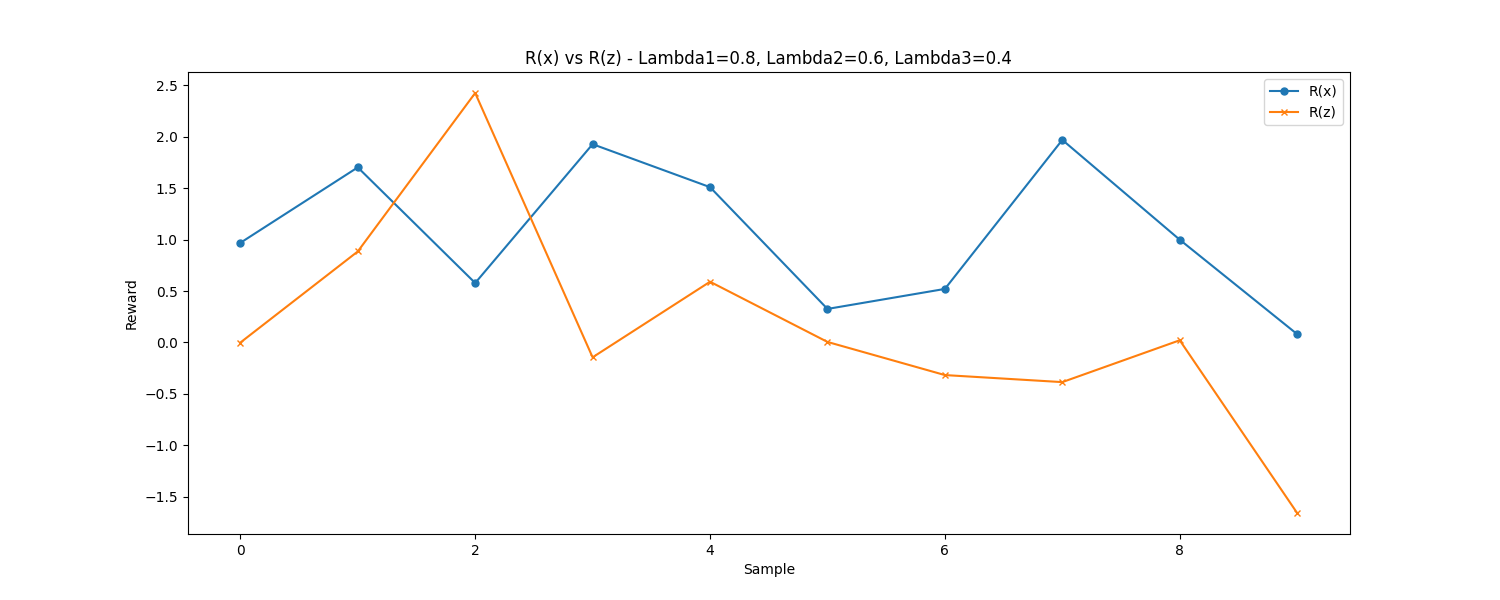 R(x) vs R(z) - Lambda1=0.8, Lambda2=0.6, Lambda3=0.4
R(x)
R(z)
2.5
2.0
1.5
1.0
0.5
0.0
−0.5
−1.0
−1.5
Reward
0 2 4 6 8
Sample